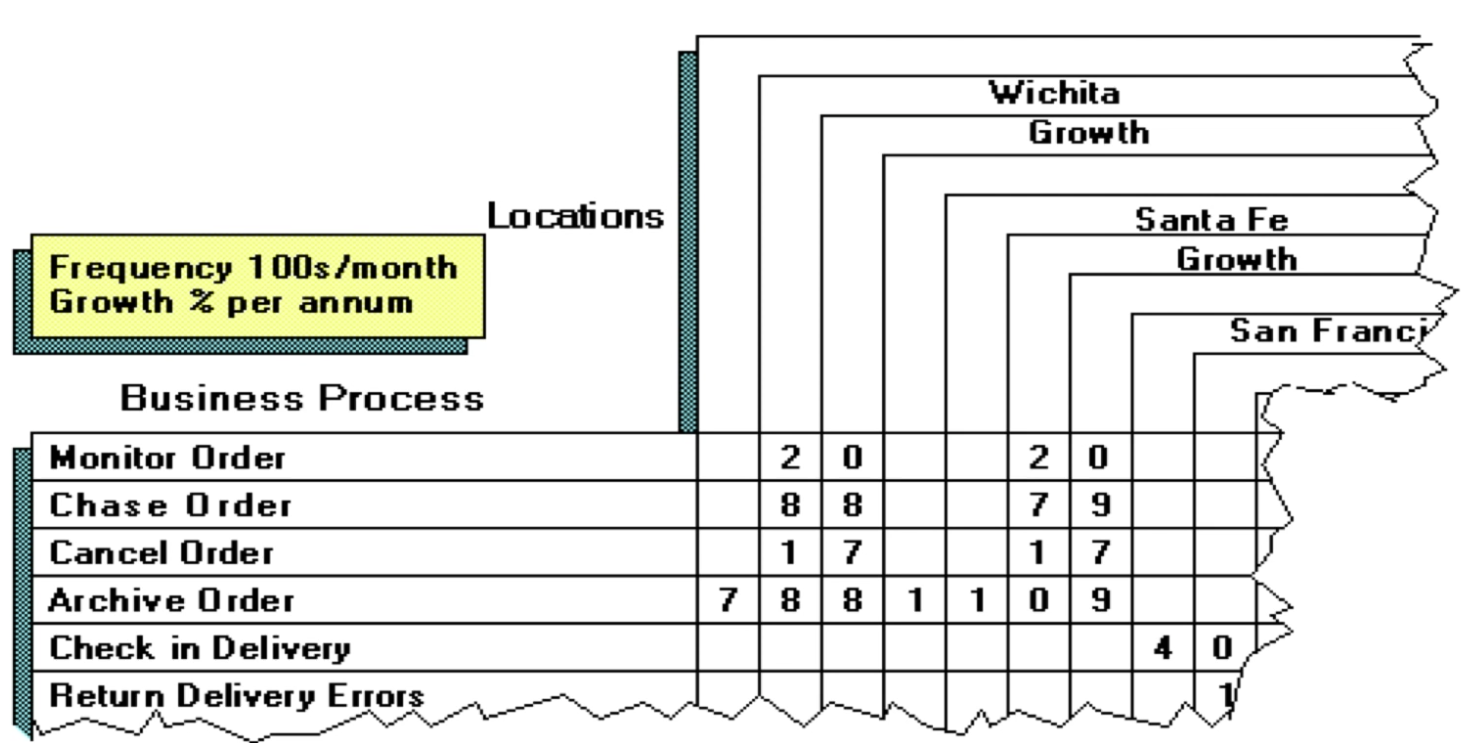 Wichita
Growth
Locations
Santa Fe
Frequency 100s/month
Growth % per annum
Growth
San Franci
Business Process
Monitor Order 2 0 2 0
Chase Order 8 8 7 9
Cancel Order 1 7 1 7
Archive Order 7 8 8 1 1 0 9
Check in Delivery 4 0
Return Delivery Errors 1